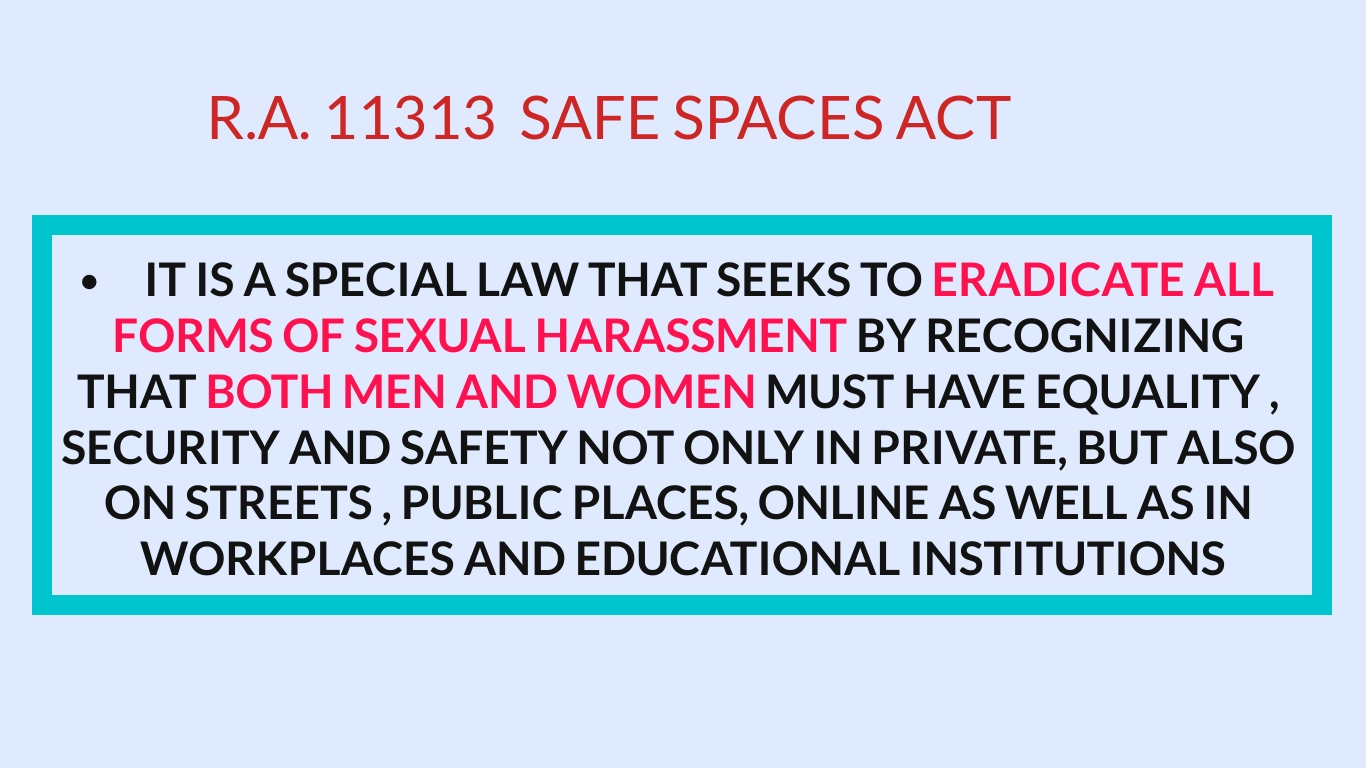 R.A. 11313 SAFE SPACES ACT
• IT IS A SPECIAL LAW THAT SEEKS TO ERADICATE ALL
FORMS OF SEXUAL HARASSMENT BY RECOGNIZING
THAT BOTH MEN AND WOMEN MUST HAVE EQUALITY ,
SECURITY AND SAFETY NOT ONLY IN PRIVATE, BUT ALSO
ON STREETS , PUBLIC PLACES, ONLINE AS WELL AS IN
WORKPLACES AND EDUCATIONAL INSTITUTIONS